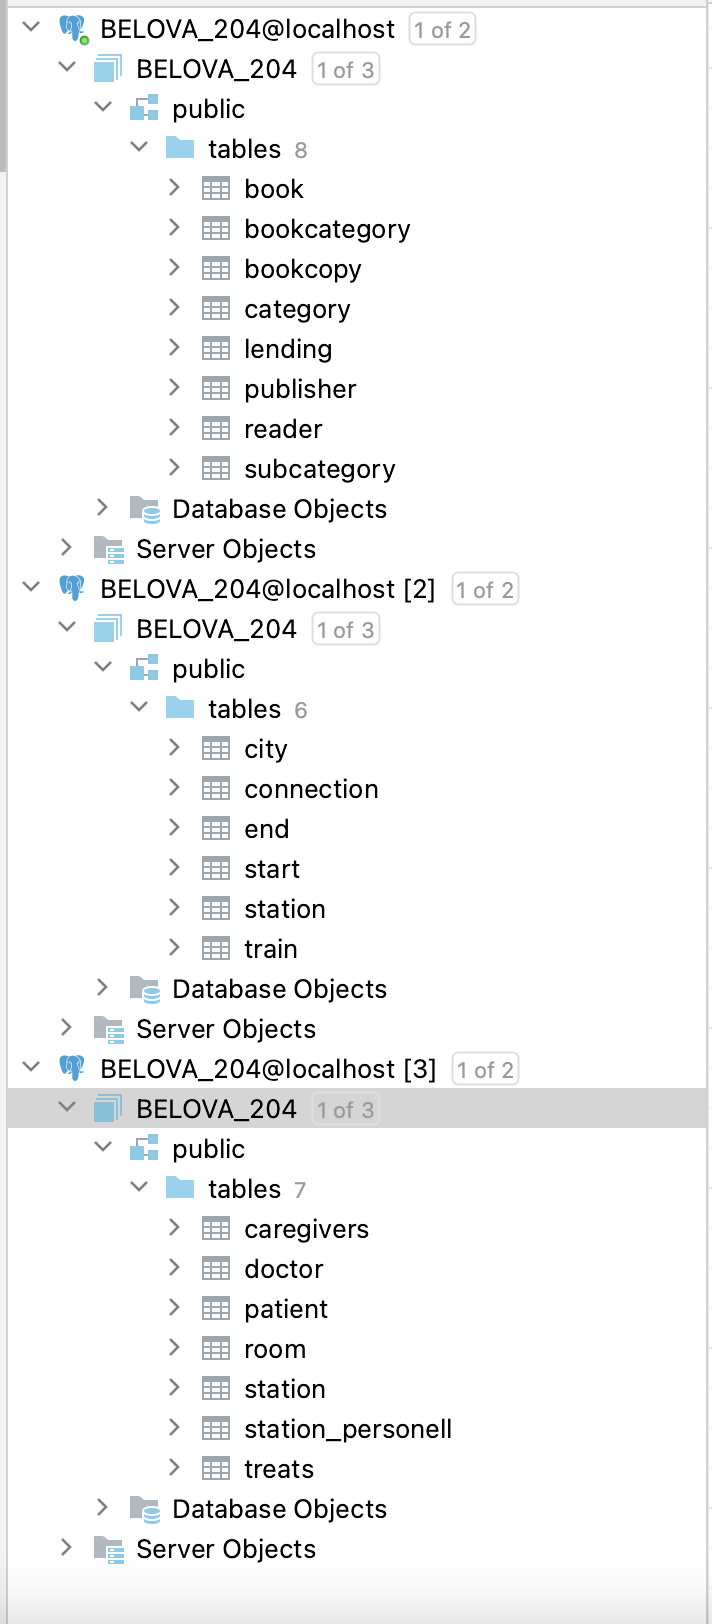 BELOVA_204@localhost 1 of 2
BELOVA_204 1 of 3
public
tables 8
book
bookcategory
bookcopy
category
lending
publisher
reader
subcategory
Database Objects
Server Objects
BELOVA_204@localhost [2] 1 of 2
BELOVA_204 1 of 3
public
tables 6
city
connection
end
start
station
train
Database Objects
Server Objects
BELOVA_204@localhost [3] 1 of 2
BELOVA_204 1 of 3
public
tables 7
caregivers
doctor
patient
room
station
station_personell
treats
Database Objects
Server Objects